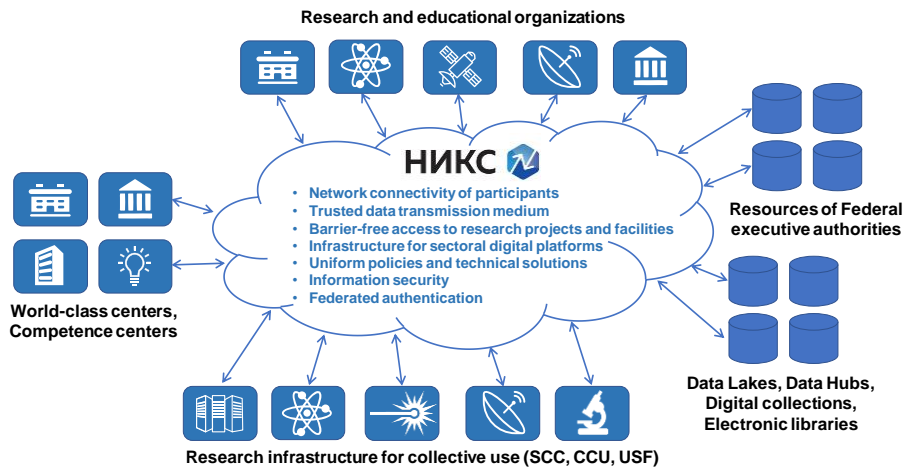 Research and educational organizations
НИКС
• Network connectivity of participants
• Trusted data transmission medium
• Barrier-free access to research projects and facilities
• Infrastructure for sectoral digital platforms
• Uniform policies and technical solutions
• Information security
• Federated authentication
Resources of Federal
executive authorities
World-class centers,
Competence centers
Data Lakes, Data Hubs,
Digital collections,
Electronic libraries
Research infrastructure for collective use (SCC, CCU, USF)